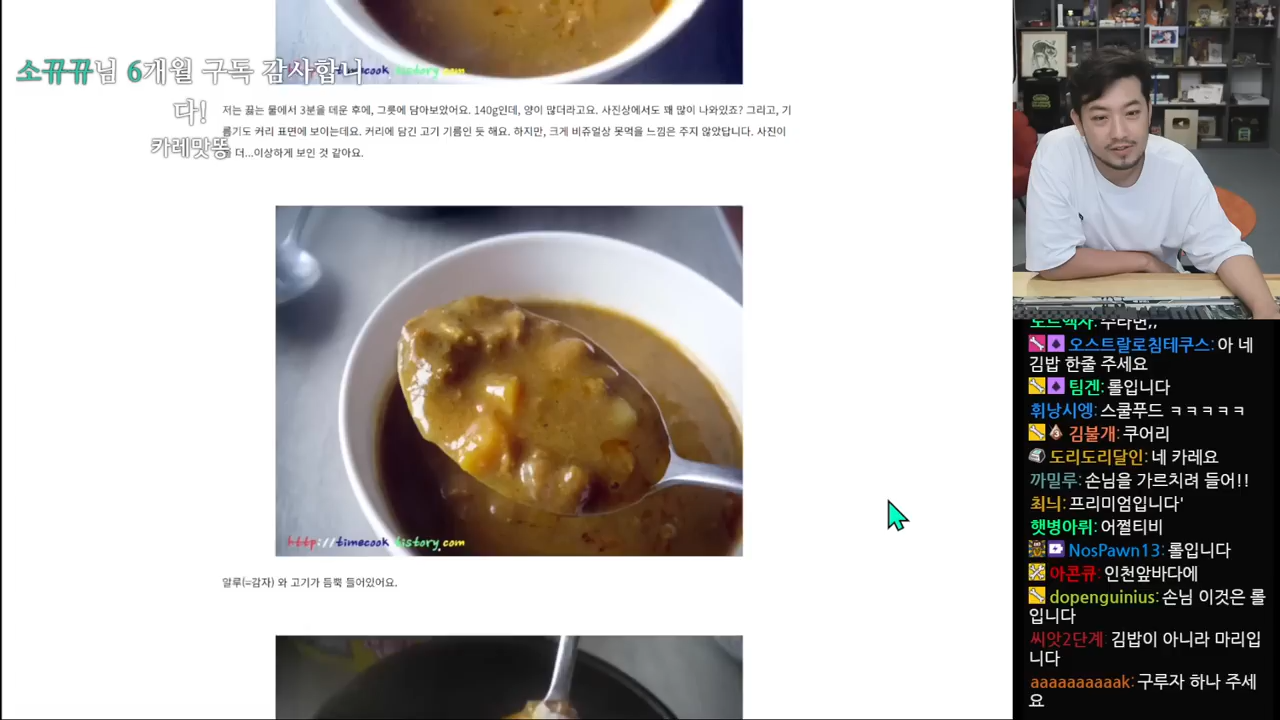 소뀨뀨님 6개월 구독 감사합니
다!
카레맛똥
cook history.com
저는 끓는 물에서 3분을 데운 후에, 그릇에 담아보았어요. 140g인데, 양이 많더라고요. 사진상에서도 꽤 많이 나와있죠? 그리고, 기
름기도 커리 표면에 보이는데요. 커리에 담긴 고기 기름인 듯 해요. 하지만, 크게 비쥬얼상 못먹을 느낌은 주지 않았답니다. 사진이
더...이상하게 보인 것 같아요.
http://timecook history.com
알루(=감자) 와 고기가 듬뿍 들어있어요.
오스트랄로침테쿠스: 아 네
김밥 한줄 주세요
팀겐: 롤입니다
휘낭시엥: 스쿨푸드 ㅋㅋㅋㅋㅋ
김불개: 쿠어리
도리도리달인: 네 카레요
까밀루: 손님을 가르치려 들어!!
최늬: 프리미엄입니다'
햇병아뤼: 어쩔티비
NosPawn13: 롤입니다
아콘큐: 인천앞바다에
dopenguinius: 손님 이것은 롤
입니다
씨앗2단계: 김밥이 아니라 마리입
니다
aaaaaaaaaak: 구루자 하나 주세
요